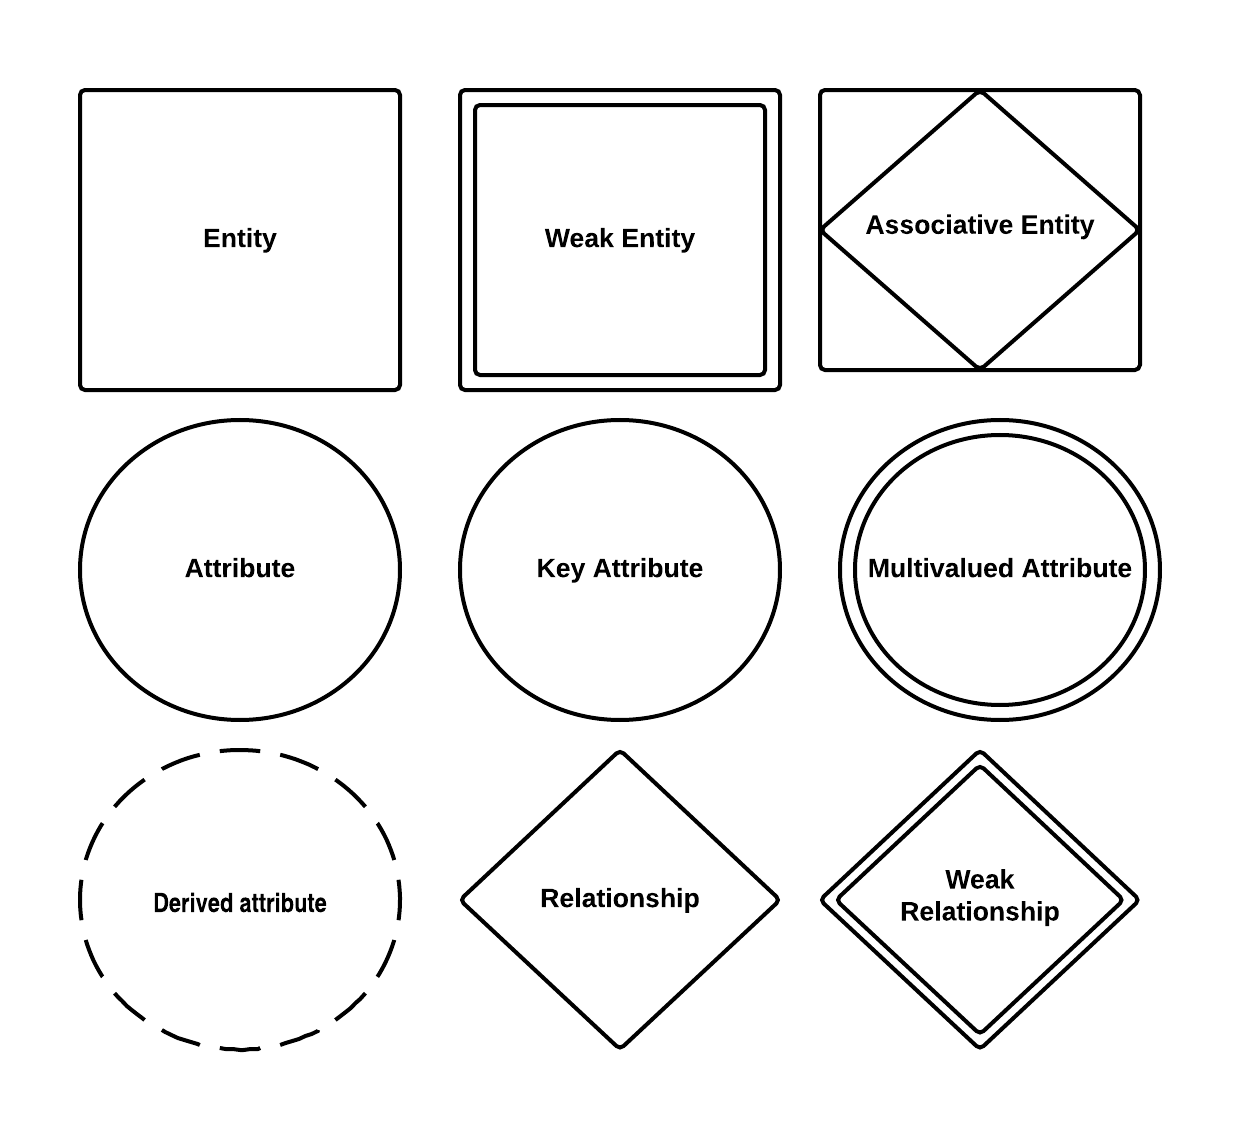 Entity
Weak Entity
Associative Entity
Attribute
Key Attribute
Multivalued Attribute
Derived attribute
Relationship
Weak
Relationship